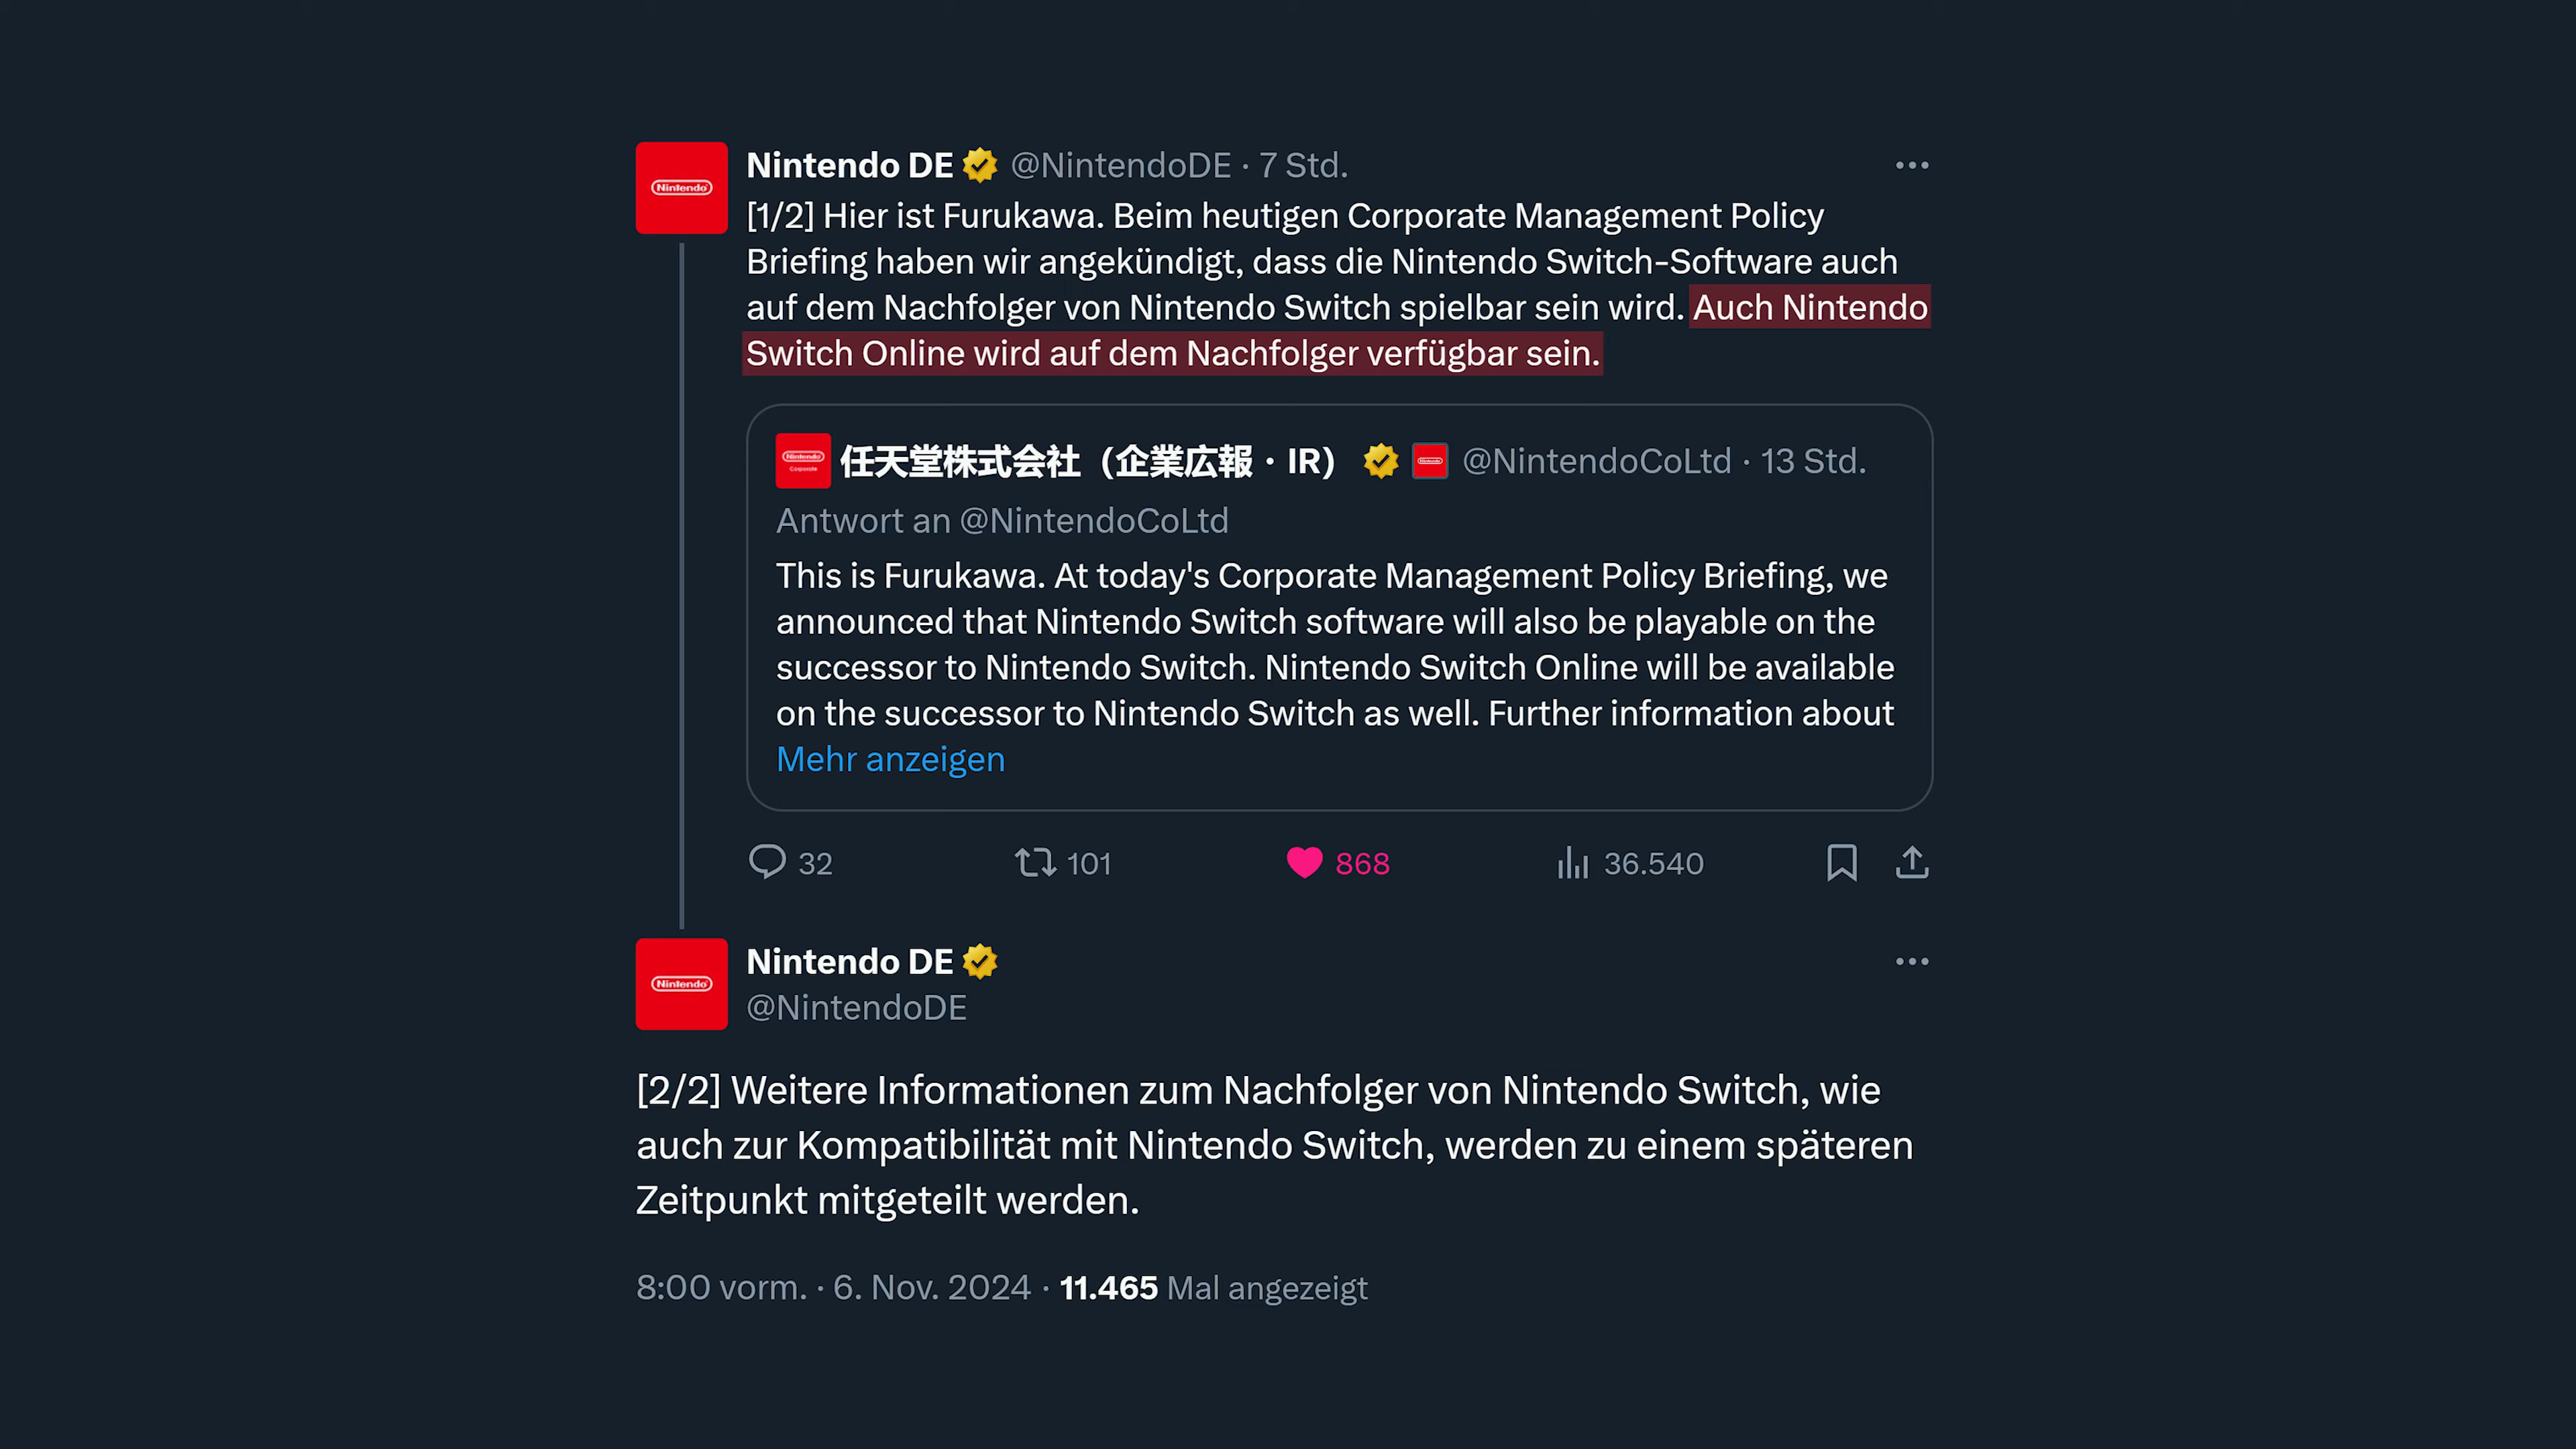 Nintendo
Nintendo DE @NintendoDE · 7 Std.
[1/2] Hier ist Furukawa. Beim heutigen Corporate Management Policy
Briefing haben wir angekündigt, dass die Nintendo Switch-Software auch
auf dem Nachfolger von Nintendo Switch spielbar sein wird. Auch Nintendo
Switch Online wird auf dem Nachfolger verfügbar sein.
Nintendo
Corporate
任天堂株式会社（企業広報・IR） @NintendoCoLtd · 13 Std.
Antwort an @NintendoCoLtd
This is Furukawa. At today's Corporate Management Policy Briefing, we
announced that Nintendo Switch software will also be playable on the
successor to Nintendo Switch. Nintendo Switch Online will be available
on the successor to Nintendo Switch as well. Further information about
Mehr anzeigen
32 101 868 36.540
Nintendo
Nintendo DE
@NintendoDE
[2/2] Weitere Informationen zum Nachfolger von Nintendo Switch, wie
auch zur Kompatibilität mit Nintendo Switch, werden zu einem späteren
Zeitpunkt mitgeteilt werden.
8:00 vorm. · 6. Nov. 2024 · 11.465 Mal angezeigt